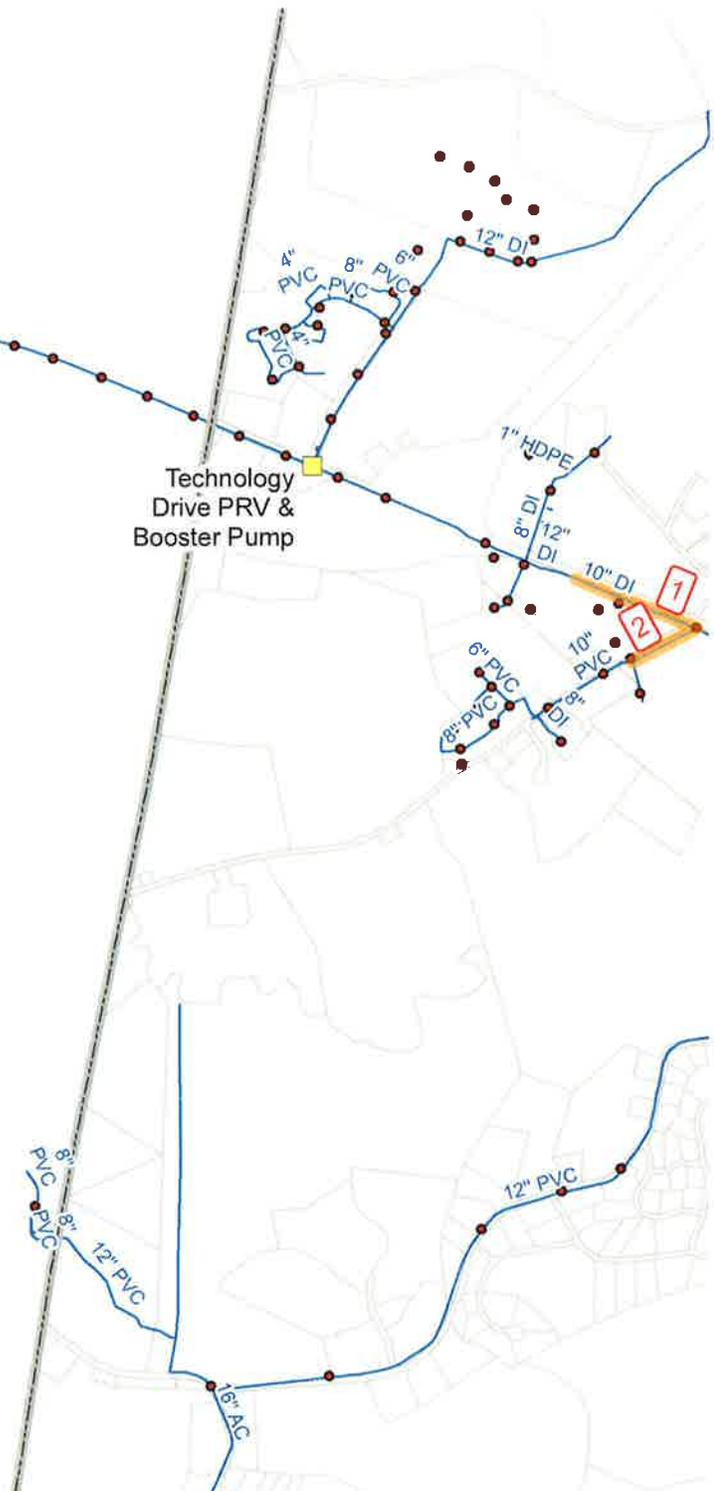 12" DI
4"
PVC
8"
PVC
6"
PVC
4"
PVC
Technology
Drive PRV &
Booster Pump
1" HDPE
8" DI
12"
DI
10" DI
1
2
10"
PVC
6" PVC
8" PVC
8"
DI
12" PVC
8"
PVC
8"
PVC
12" PVC
16" AC